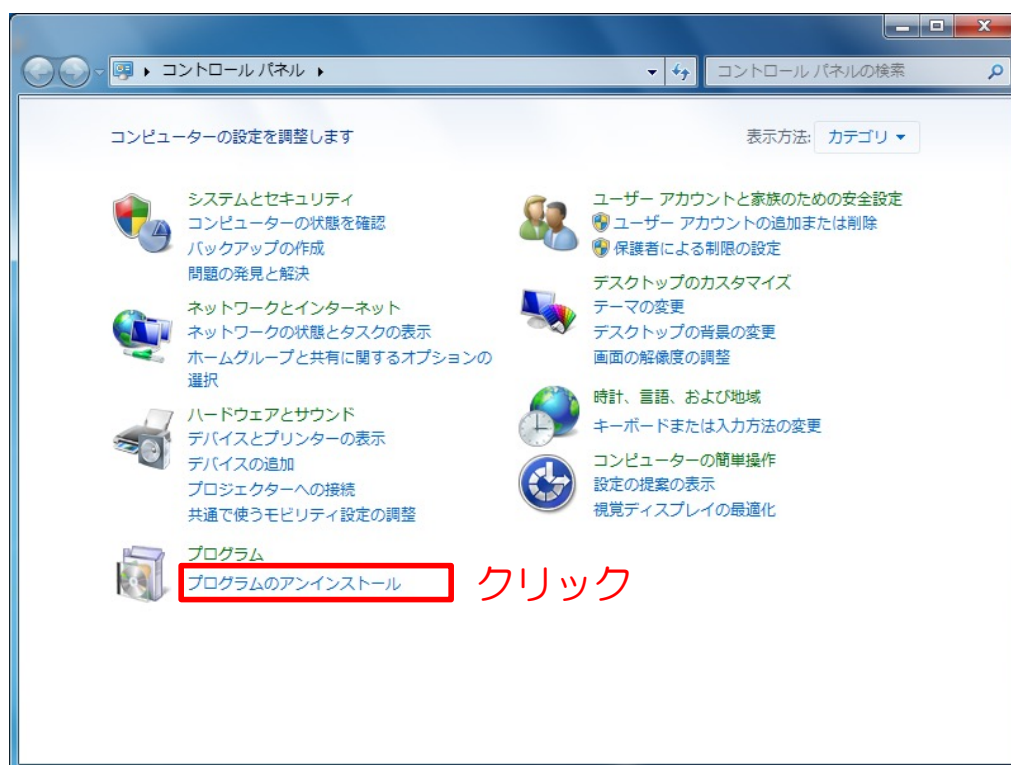 コントロール パネル
コントロール パネルの検索
コンピューターの設定を調整します
表示方法: カテゴリ
システムとセキュリティ
コンピューターの状態を確認
バックアップの作成
問題の発見と解決
ネットワークとインターネット
ネットワークの状態とタスクの表示
ホームグループと共有に関するオプションの
選択
ハードウェアとサウンド
デバイスとプリンターの表示
デバイスの追加
プロジェクターへの接続
共通で使うモビリティ設定の調整
プログラム
プログラムのアンインストール
クリック
ユーザー アカウントと家族のための安全設定
ユーザー アカウントの追加または削除
保護者による制限の設定
デスクトップのカスタマイズ
テーマの変更
デスクトップの背景の変更
画面の解像度の調整
時計、言語、および地域
キーボードまたは入力方法の変更
コンピューターの簡単操作
設定の提案の表示
視覚ディスプレイの最適化